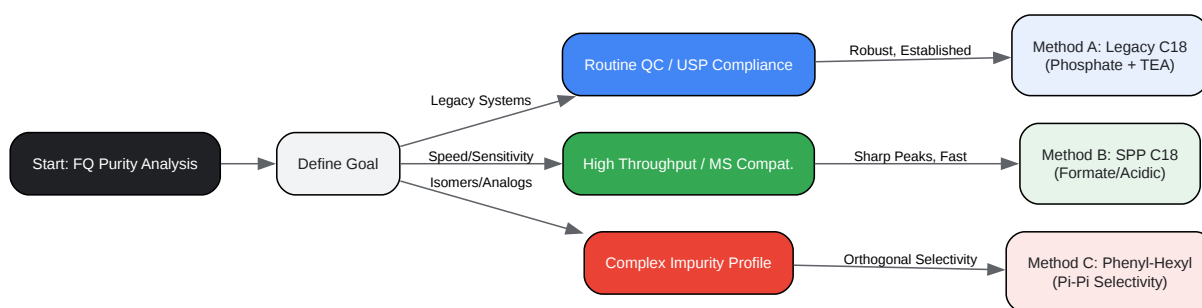 Start: FQ Purity Analysis
Define Goal
Legacy Systems
Speed/Sensitivity
Isomers/Analogs
Routine QC / USP Compliance
High Throughput / MS Compat.
Complex Impurity Profile
Robust, Established
Sharp Peaks, Fast
Orthogonal Selectivity
Method A: Legacy C18
(Phosphate + TEA)
Method B: SPP C18
(Formate/Acidic)
Method C: Phenyl-Hexyl
(Pi-Pi Selectivity)